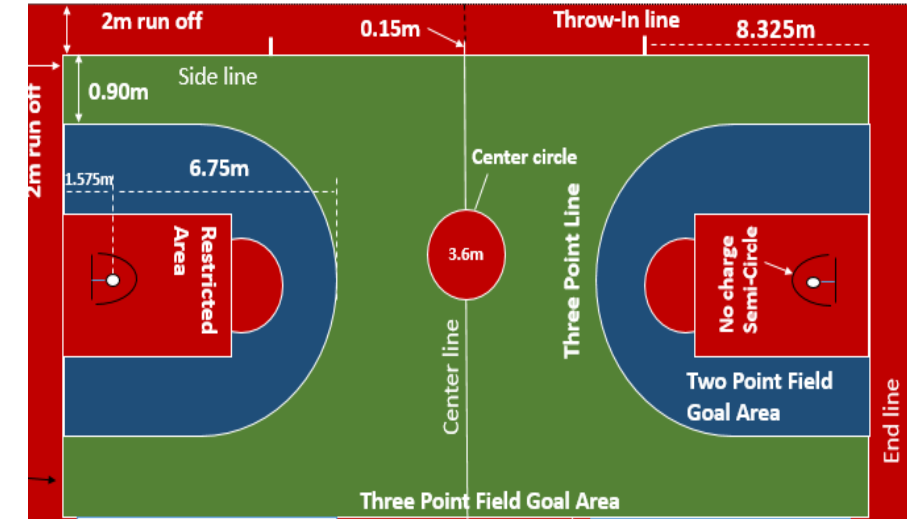 2m run off
0.15m
Throw-In line
8.325m
Side line
0.90m
2m run off
1.575m
6.75m
Center circle
Three Point Line
3.6m
Restricted
Area
No charge
Semi-Circle
Center line
Two Point Field
Goal Area
End line
Three Point Field Goal Area